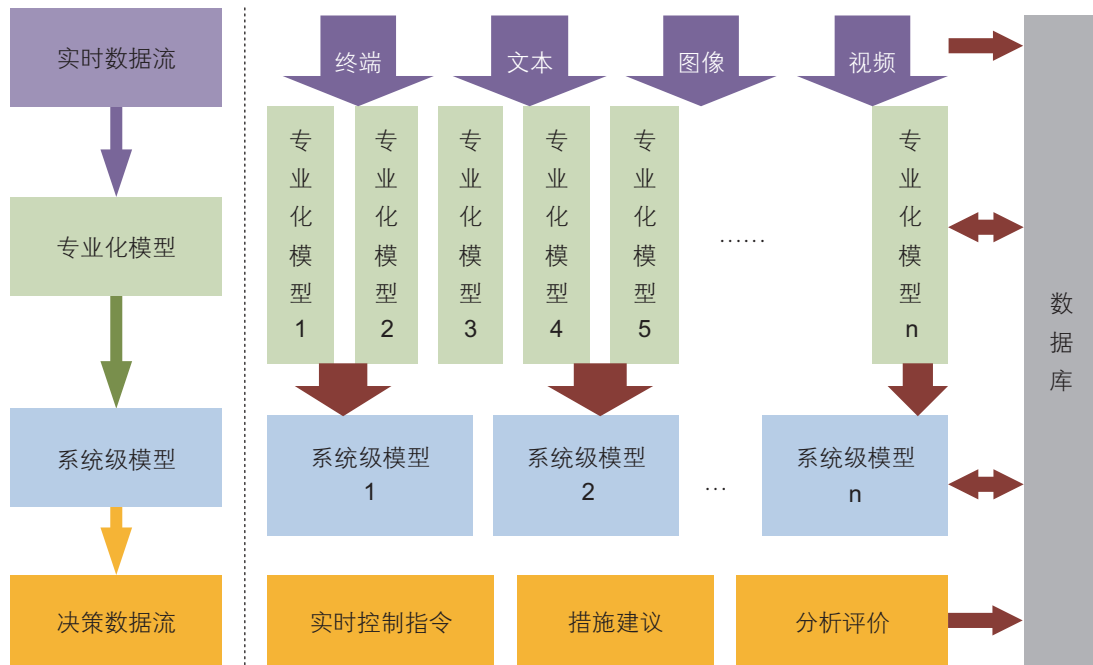 实时数据流
专业化模型
系统级模型
决策数据流
终端
文本
图像
视频
专业化模型1
专业化模型2
专业化模型3
专业化模型4
专业化模型5
......
专业化模型n
系统级模型
1
系统级模型
2
...
系统级模型
n
实时控制指令
措施建议
分析评价
数据库